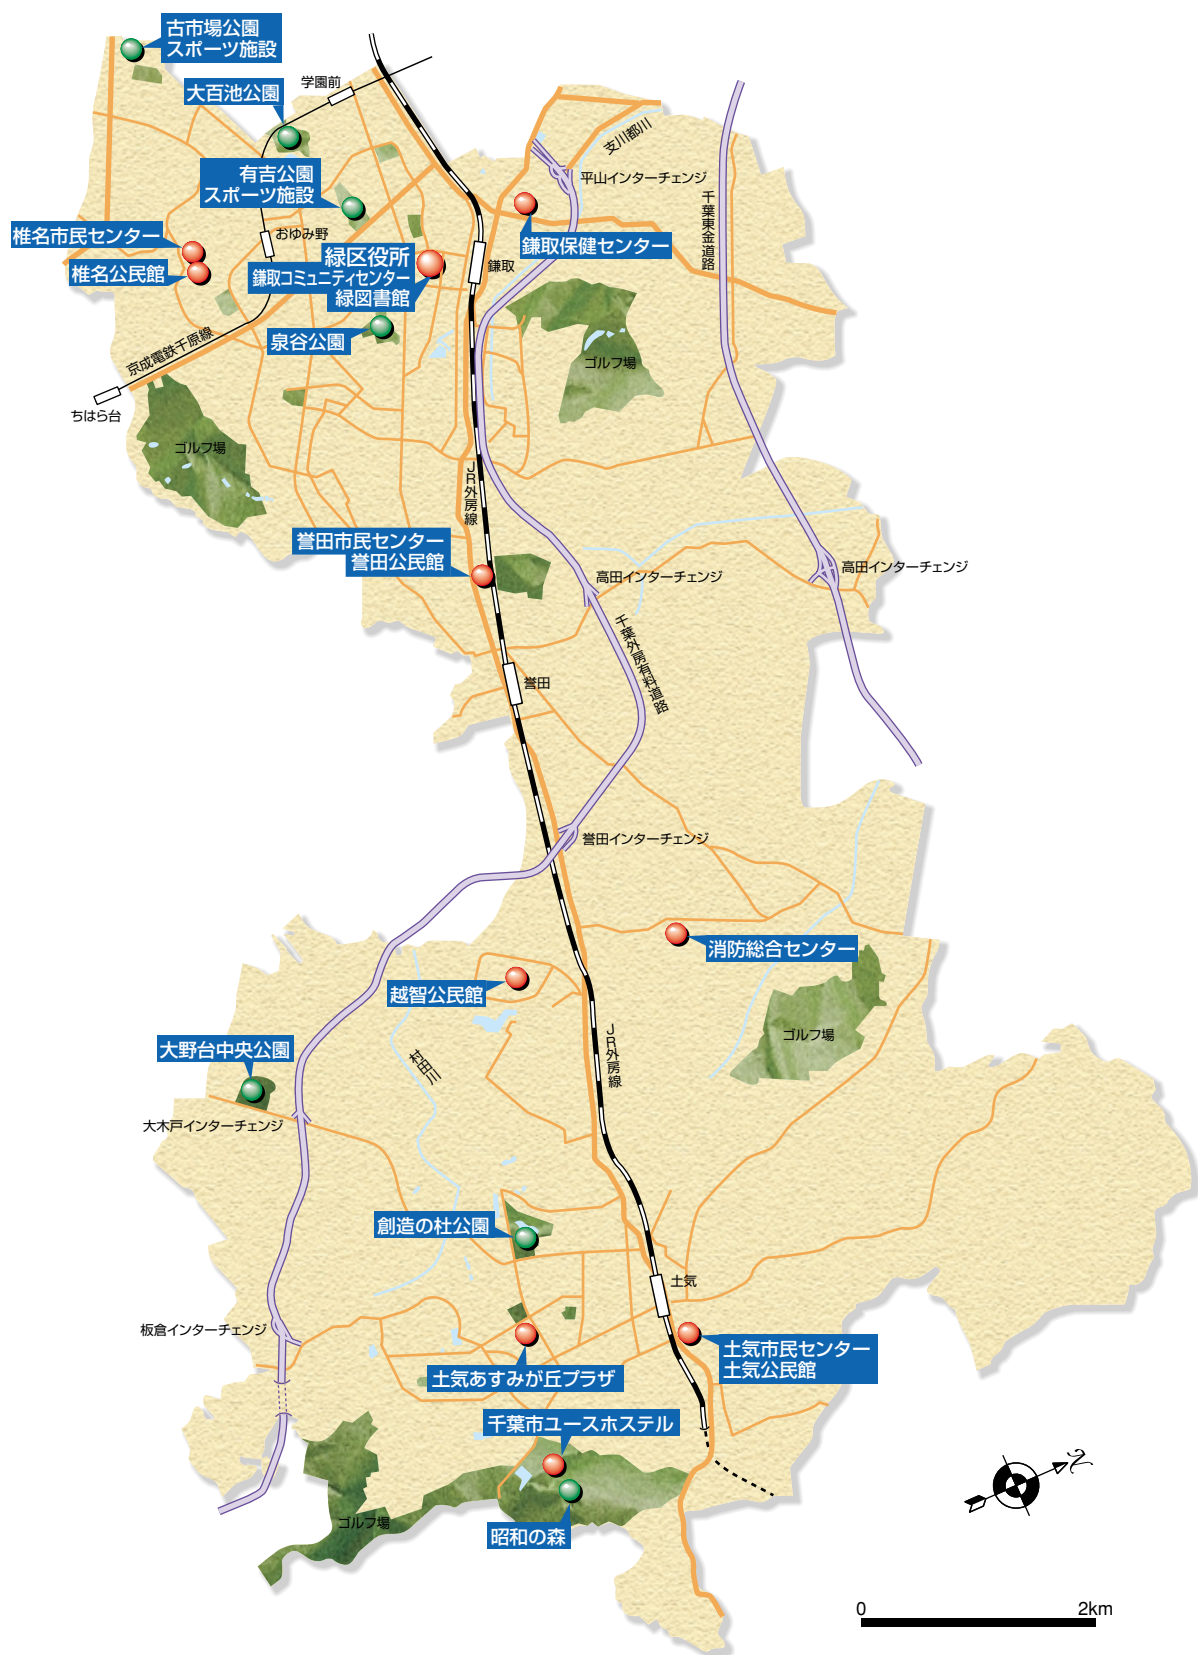 古市場公園
スポーツ施設
学園前
大百池公園
支川都川
有吉公園
スポーツ施設
平山インターチェンジ
千葉東金道路
椎名市民センター
おゆみ野
鎌取保健センター
椎名公民館
緑区役所
鎌取コミュニティセンター
緑図書館
鎌取
泉谷公園
京成電鉄千原線
ゴルフ場
ちはら台
ゴルフ場
JR外房線
誉田市民センター
誉田公民館
高田インターチェンジ
高田インターチェンジ
千葉外房有料道路
誉田
誉田インターチェンジ
消防総合センター
越智公民館
ゴルフ場
JR外房線
大野台中央公園
村田川
大木戸インターチェンジ
創造の杜公園
土気
板倉インターチェンジ
土気市民センター
土気公民館
土気あすみが丘プラザ
千葉市ユースホステル
N
ゴルフ場
昭和の森
0 2km